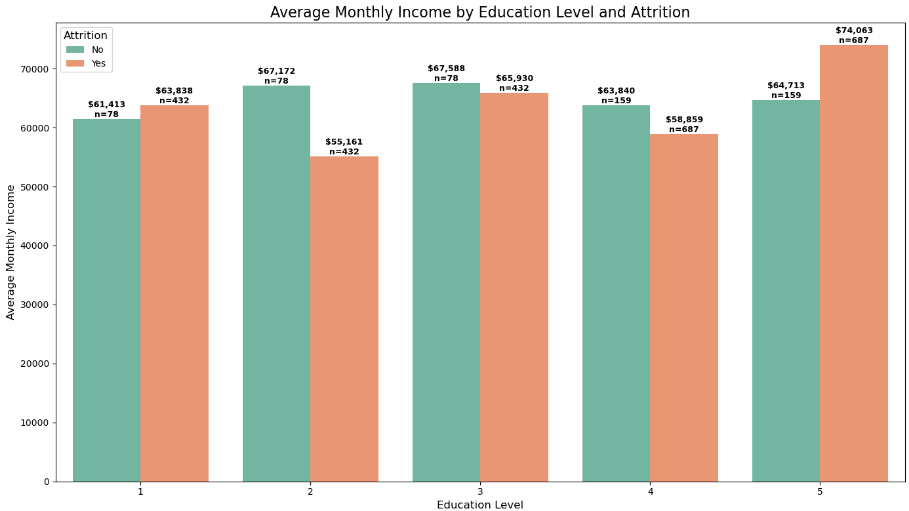 Average Monthly Income by Education Level and Attrition
Attrition
No
Yes
Average Monthly Income
70000
60000
50000
40000
30000
20000
10000
0
$61,413
n=78
$63,838
n=432
$67,172
n=78
$55,161
n=432
$67,588
n=78
$65,930
n=432
$63,840
n=159
$58,859
n=687
$64,713
n=159
$74,063
n=687
1
2
3
4
5
Education Level